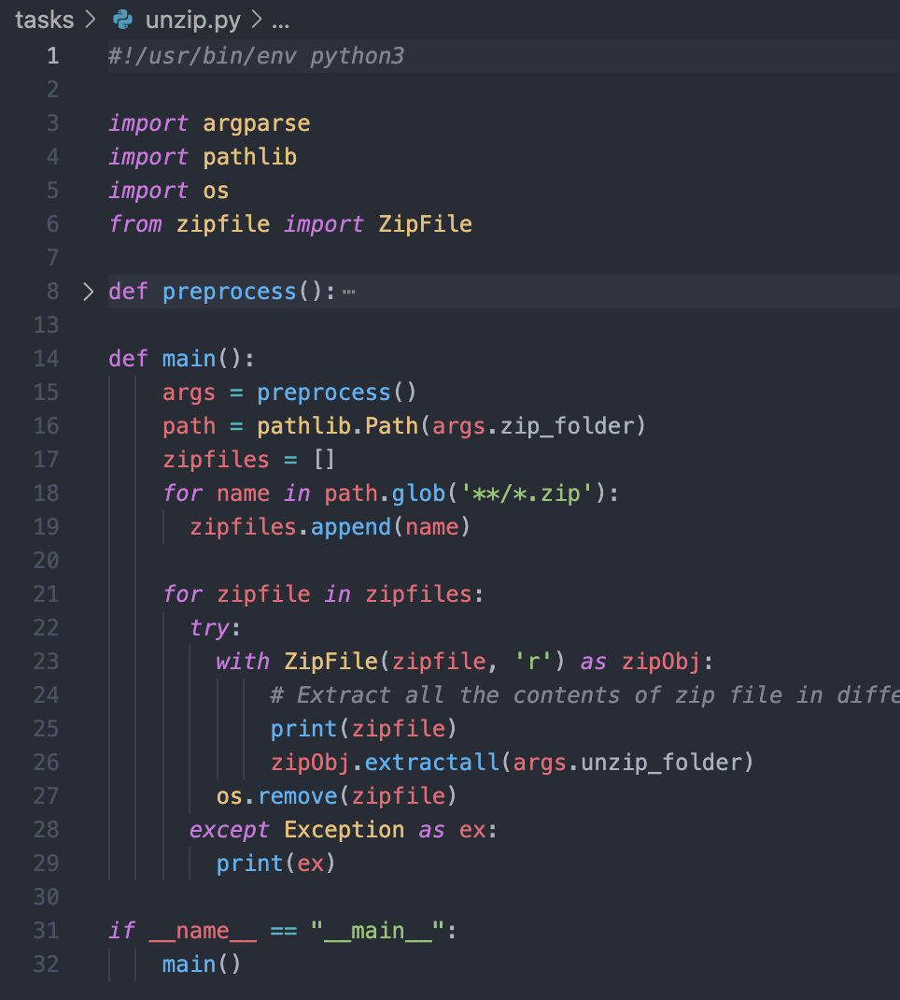 tasks > unzip.py > ...
1 #!/usr/bin/env python3
2
3 import argparse
4 import pathlib
5 import os
6 from zipfile import ZipFile
7
8 > def preprocess():⋯
13
14 def main():
15     args = preprocess()
16     path = pathlib.Path(args.zip_folder)
17     zipfiles = []
18     for name in path.glob('**/*.zip'):
19       zipfiles.append(name)
20
21     for zipfile in zipfiles:
22       try:
23         with ZipFile(zipfile, 'r') as zipObj:
24             # Extract all the contents of zip file in diffe
25             print(zipfile)
26             zipObj.extractall(args.unzip_folder)
27         os.remove(zipfile)
28       except Exception as ex:
29         print(ex)
30
31 if __name__ == "__main__":
32     main()